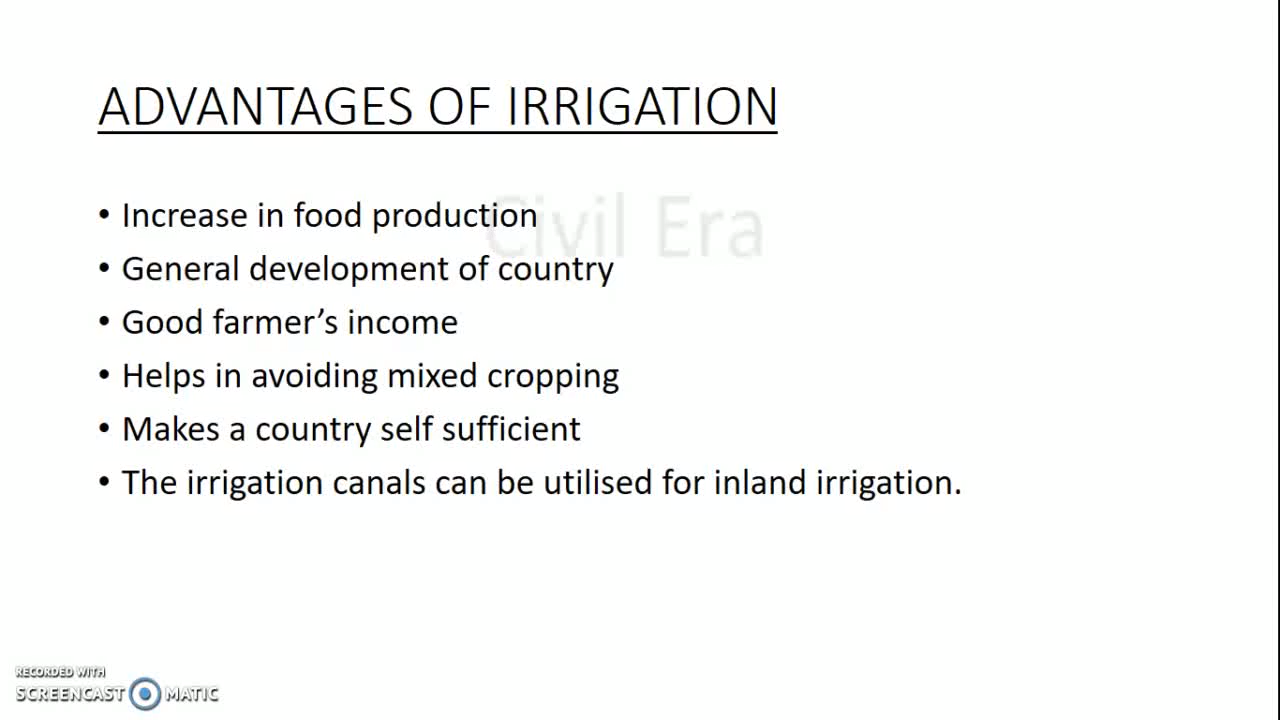 ADVANTAGES OF IRRIGATION
Civil Era
• Increase in food production
• General development of country
• Good farmer’s income
• Helps in avoiding mixed cropping
• Makes a country self sufficient
• The irrigation canals can be utilised for inland irrigation.
RECORDED WITH
SCREENCAST MATIC